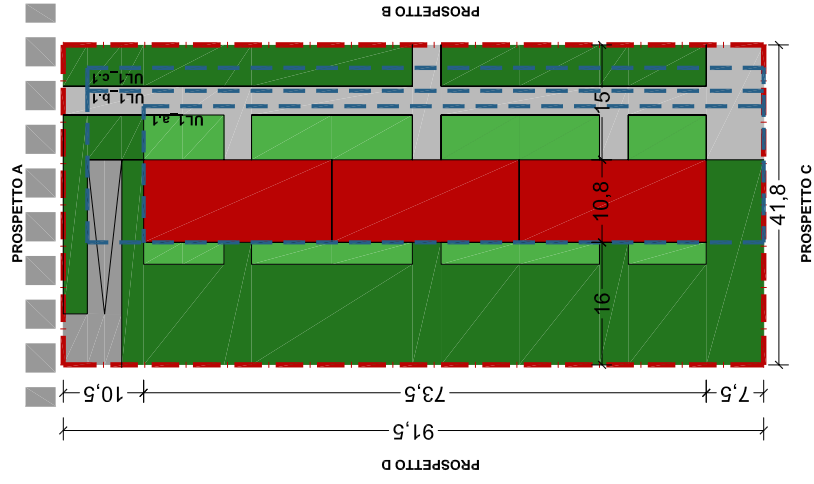 PROSPETTO B
UL1_c.1
UL1_b.1
UL1_a.1
15
PROSPETTO A
10,8
41,8
PROSPETTO C
16
10,5
73,5
7,5
91,5
PROSPETTO D